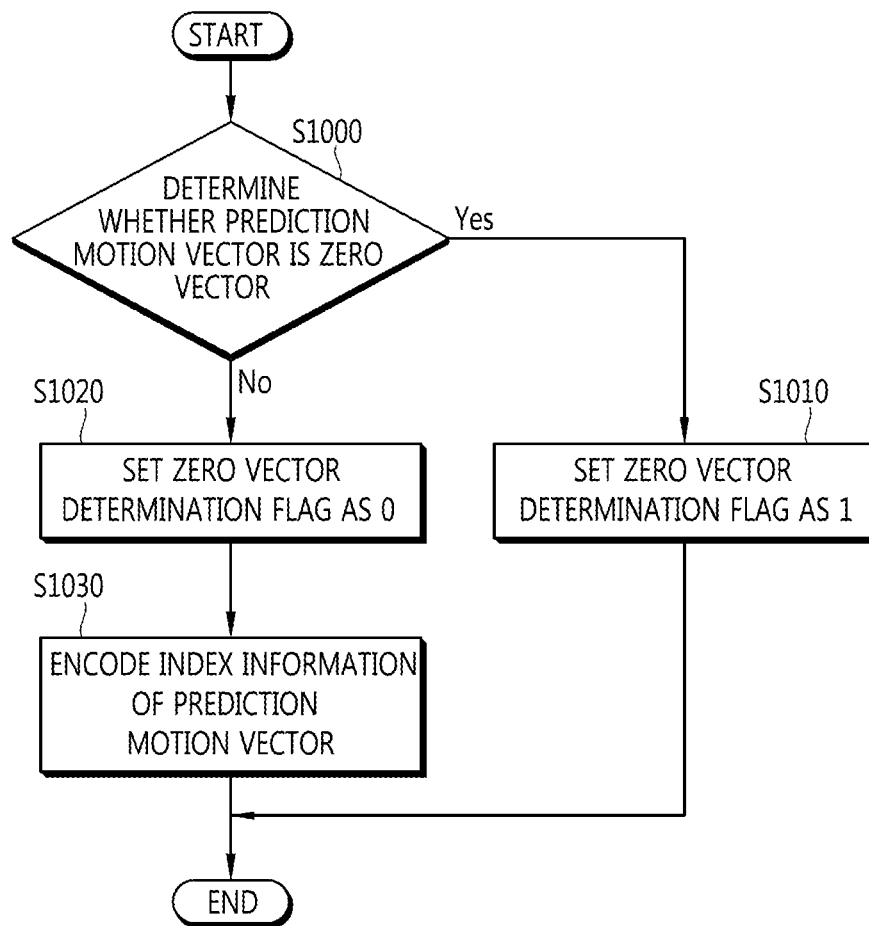 START
S1000
DETERMINE
WHETHER PREDICTION
MOTION VECTOR IS ZERO
VECTOR
Yes
No
S1020
SET ZERO VECTOR
DETERMINATION FLAG AS 0
S1010
SET ZERO VECTOR
DETERMINATION FLAG AS 1
S1030
ENCODE INDEX INFORMATION
OF PREDICTION
MOTION VECTOR
END